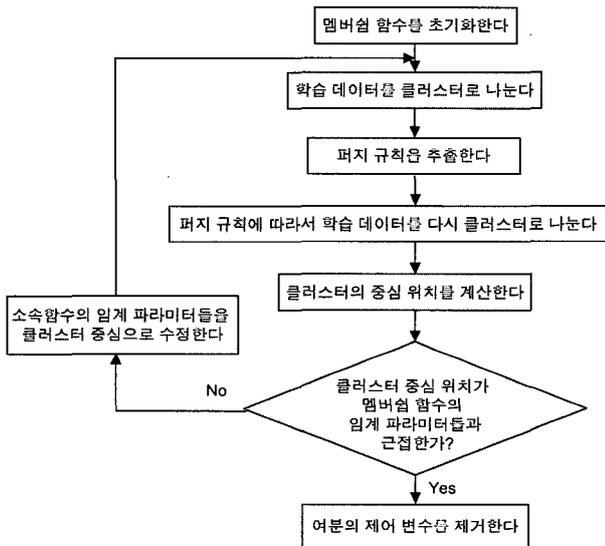 멤버쉽 함수를 초기화한다
학습 데이터를 클러스터로 나눈다
퍼지 규칙을 추출한다
퍼지 규칙에 따라서 학습 데이터를 다시 클러스터로 나눈다
클러스터의 중심 위치를 계산한다
소속함수의 임계 파라미터들을
클러스터 중심으로 수정한다
클러스터 중심 위치가
멤버쉽 함수의
임계 파라미터들과
근접한가?
No
Yes
여분의 제어 변수를 제거한다